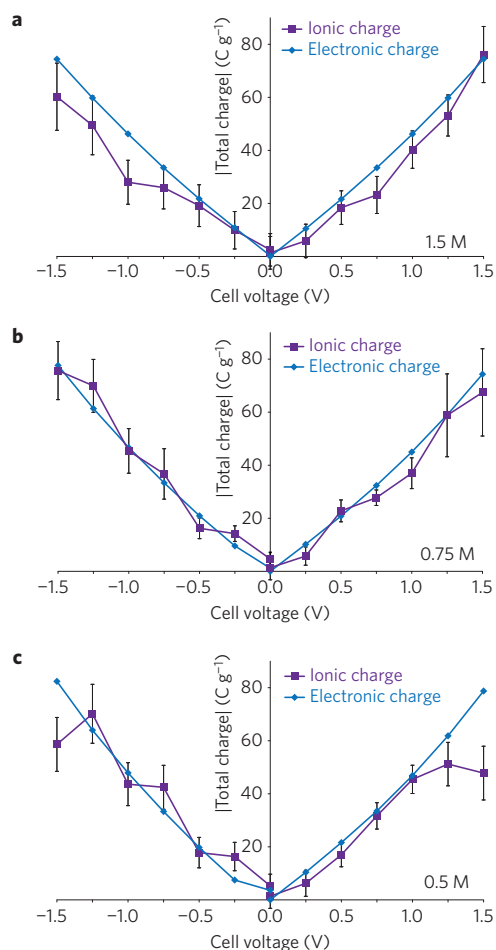 a
|Total charge| (C g⁻¹)
Ionic charge
Electronic charge
80
60
40
20
1.5 M
−1.5 −1.0 −0.5 0.0 0.5 1.0 1.5
Cell voltage (V)
b
|Total charge| (C g⁻¹)
Ionic charge
Electronic charge
80
60
40
20
0.75 M
−1.5 −1.0 −0.5 0.0 0.5 1.0 1.5
Cell voltage (V)
c
|Total charge| (C g⁻¹)
Ionic charge
Electronic charge
80
60
40
20
0.5 M
−1.5 −1.0 −0.5 0.0 0.5 1.0 1.5
Cell voltage (V)